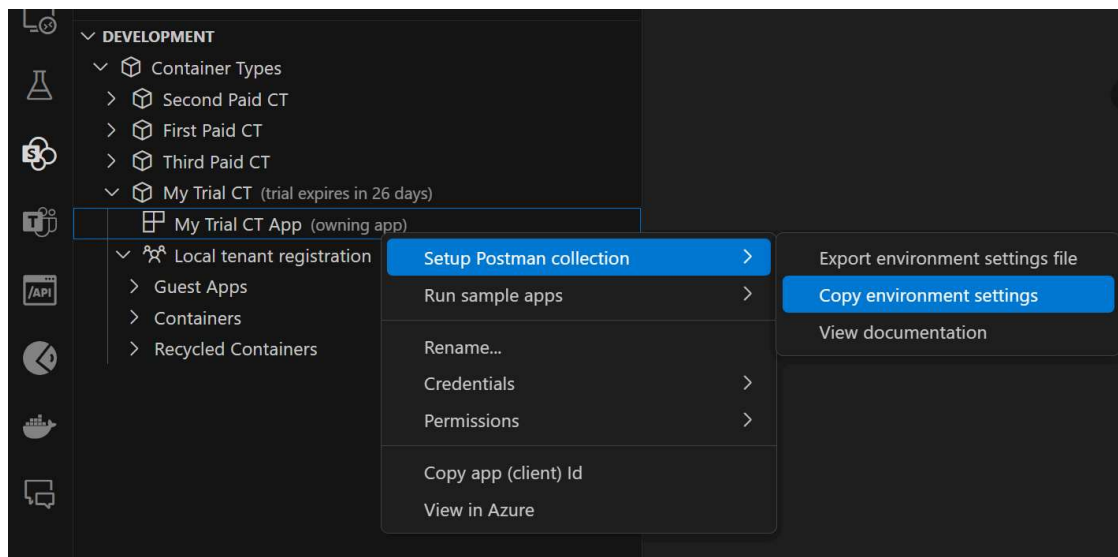 DEVELOPMENT
Container Types
Second Paid CT
First Paid CT
Third Paid CT
My Trial CT (trial expires in 26 days)
My Trial CT App (owning app)
Local tenant registration
Guest Apps
Containers
Recycled Containers
Setup Postman collection
Run sample apps
Rename...
Credentials
Permissions
Copy app (client) Id
View in Azure
Export environment settings file
Copy environment settings
View documentation
S
T
/API